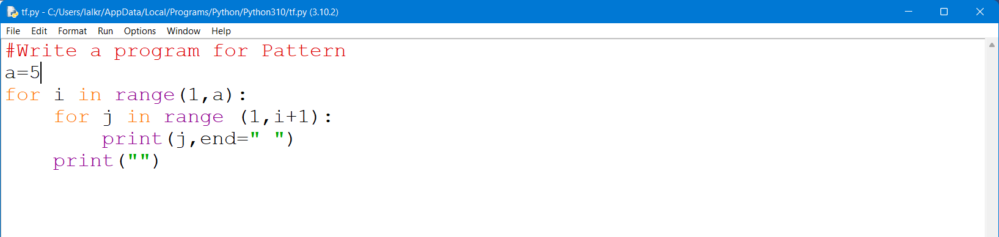 tf.py - C:/Users/lalkr/AppData/Local/Programs/Python/Python310/tf.py (3.10.2)
File Edit Format Run Options Window Help
#Write a program for Pattern
a=5
for i in range(1,a):
    for j in range (1,i+1):
        print(j,end=" ")
    print("")